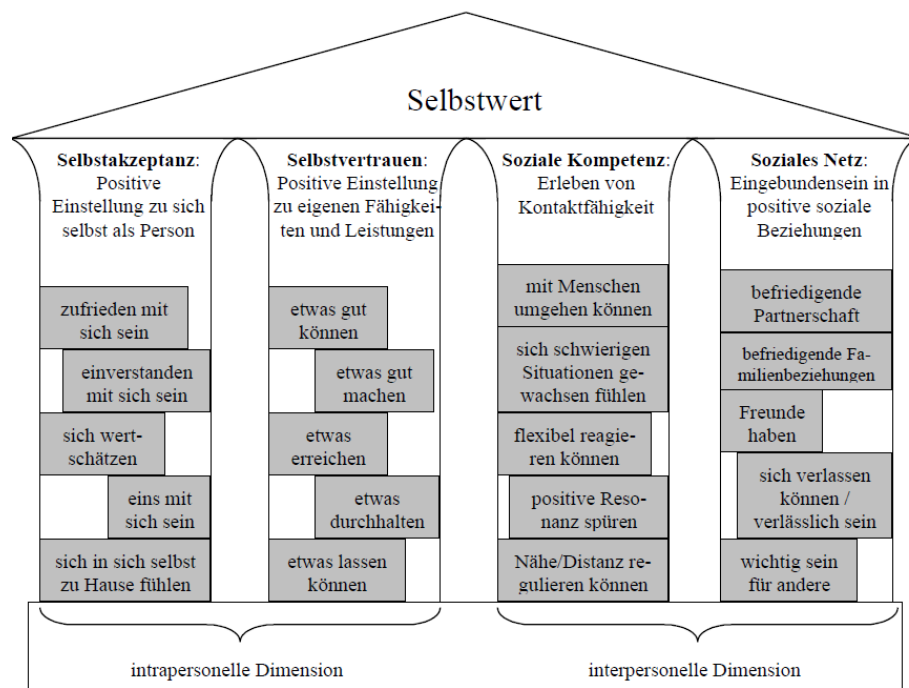 Selbstwert
Selbstakzeptanz:
Positive
Einstellung zu sich
selbst als Person
zufrieden mit
sich sein
einverstanden
mit sich sein
sich wert-
schätzen
eins mit
sich sein
sich in sich selbst
zu Hause fühlen
Selbstvertrauen:
Positive Einstellung
zu eigenen Fähigkei-
ten und Leistungen
etwas gut
können
etwas gut
machen
etwas
erreichen
etwas
durchhalten
etwas lassen
können
Soziale Kompetenz:
Erleben von
Kontaktfähigkeit
mit Menschen
umgehen können
sich schwierigen
Situationen ge-
wachsen fühlen
flexibel reagie-
ren können
positive Reso-
nanz spüren
Nähe/Distanz re-
gulieren können
Soziales Netz:
Eingebundensein in
positive soziale
Beziehungen
befriedigende
Partnerschaft
befriedigende Fa-
milienbeziehungen
Freunde
haben
sich verlassen
können /
verlässlich sein
wichtig sein
für andere
intrapersonelle Dimension
interpersonelle Dimension